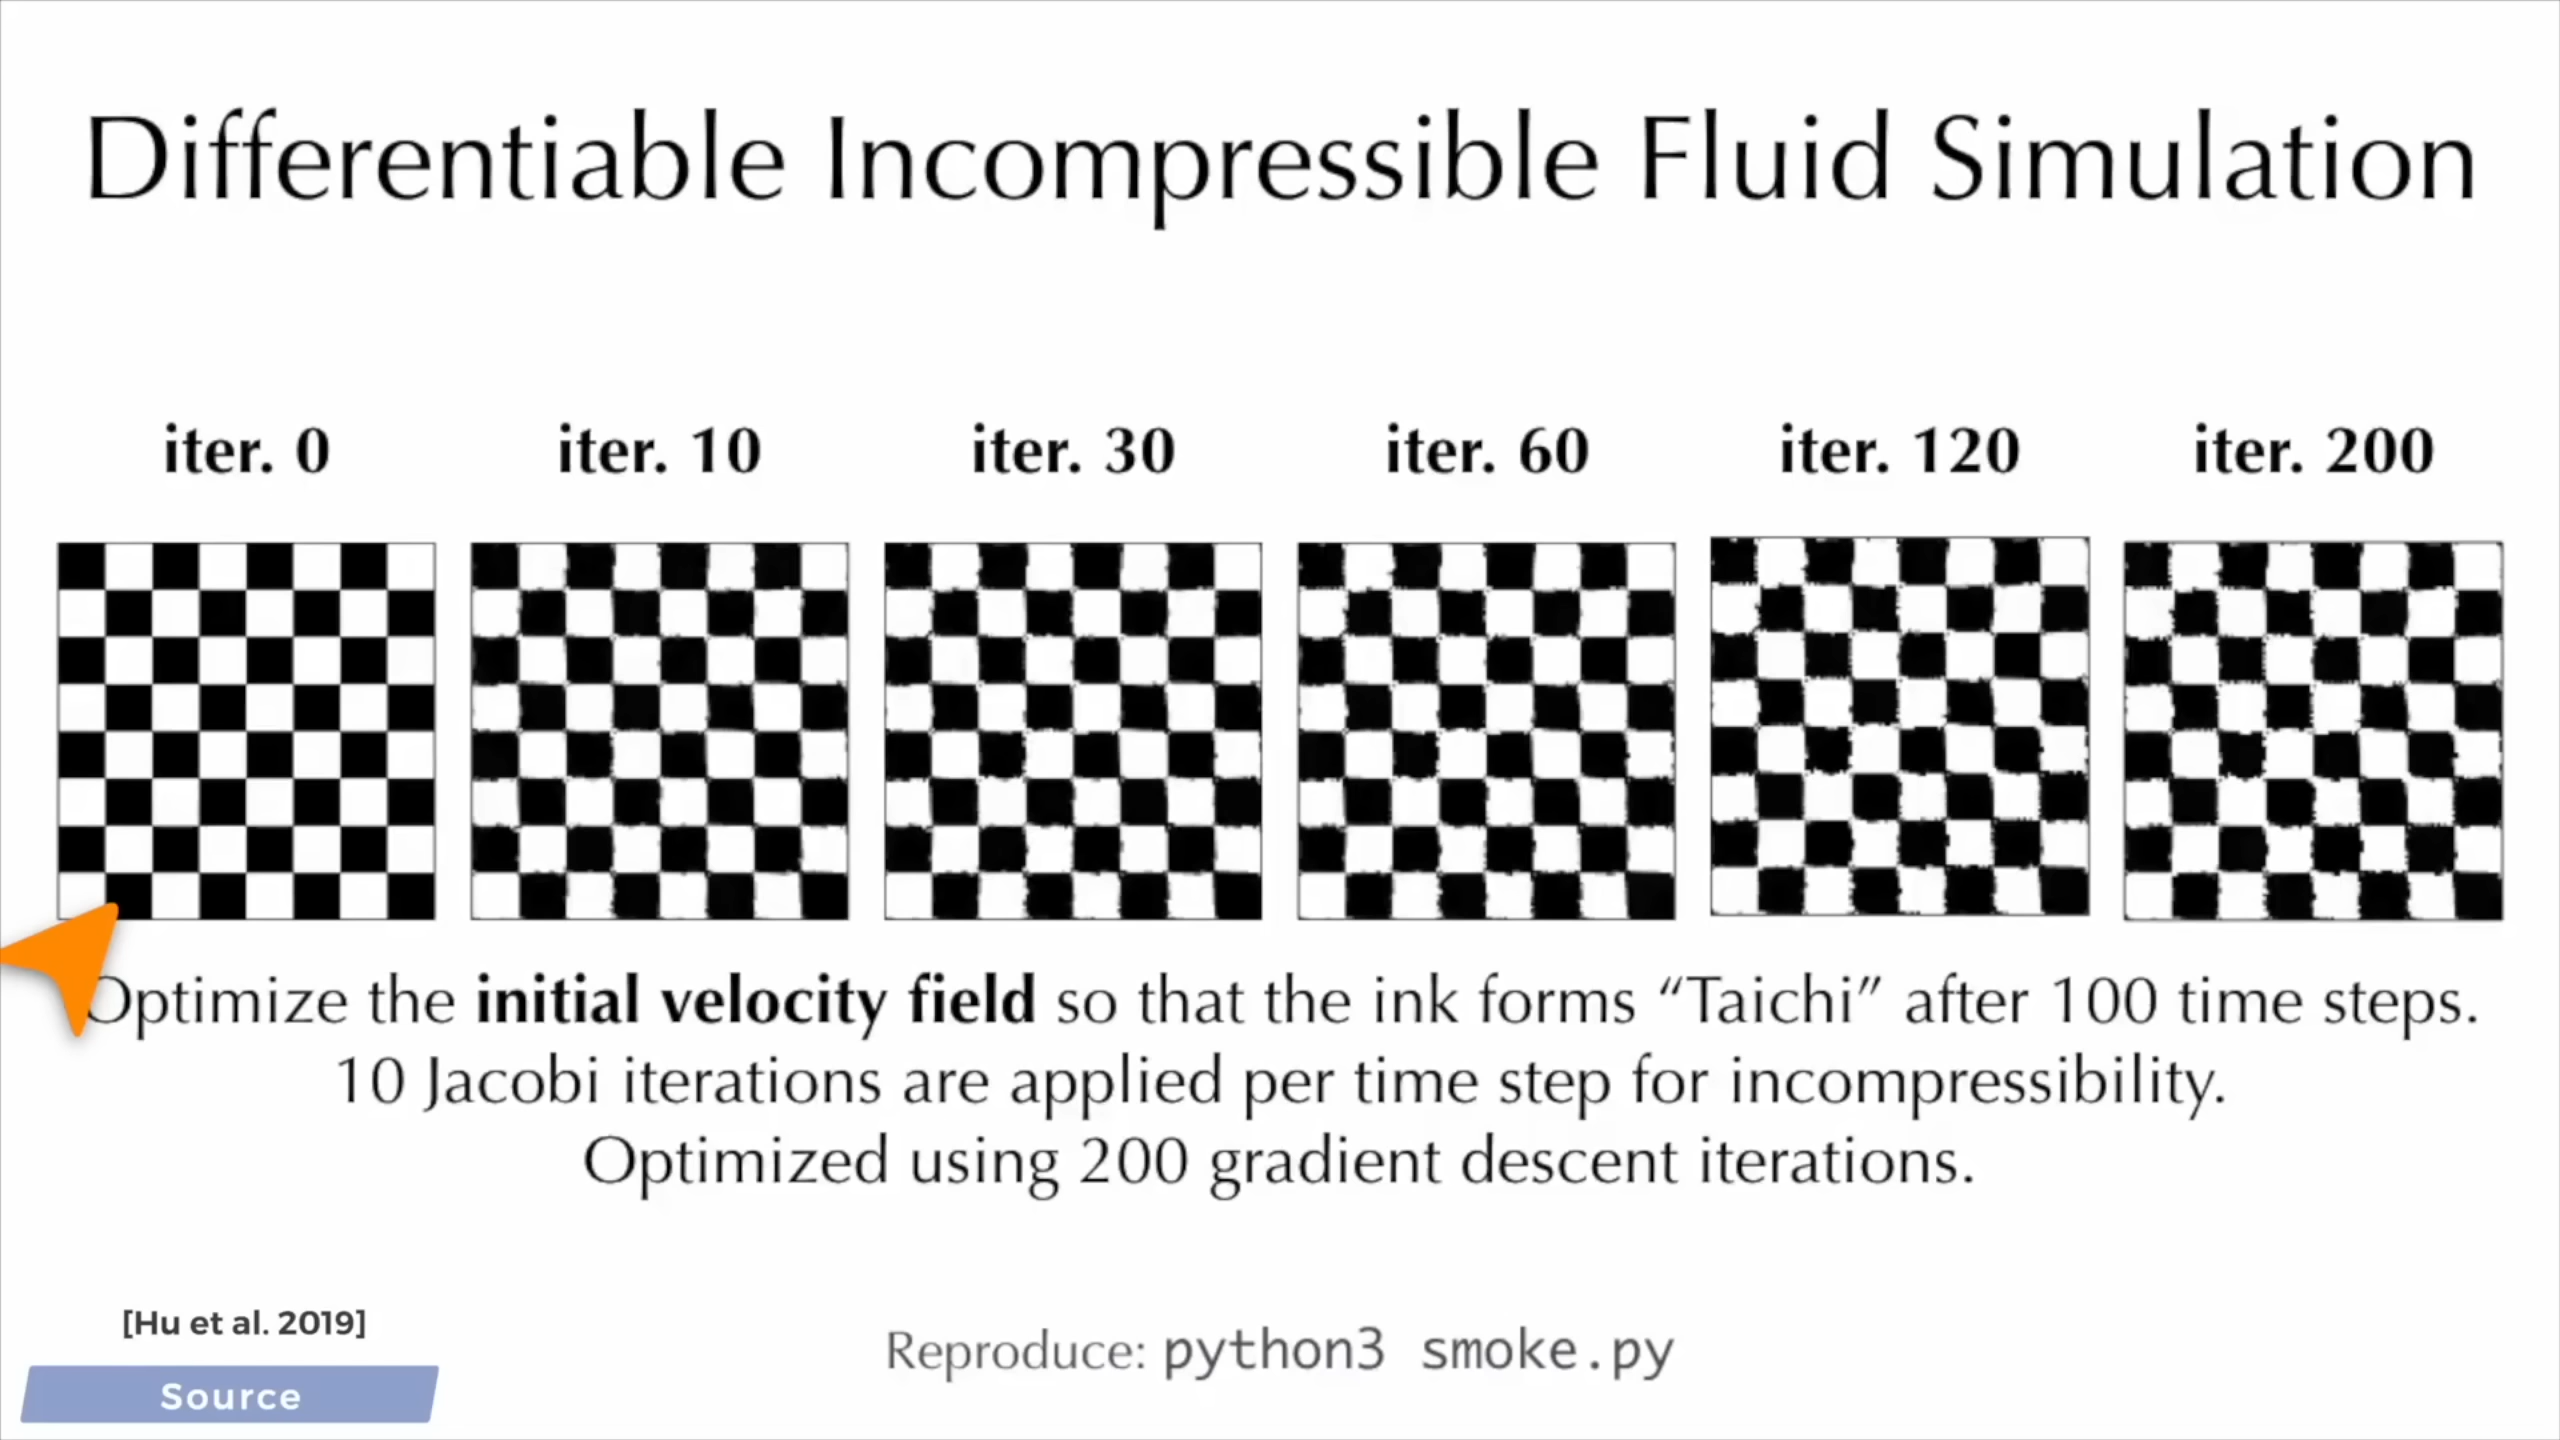 Differentiable Incompressible Fluid Simulation
iter. 0
iter. 10
iter. 30
iter. 60
iter. 120
iter. 200
Optimize the initial velocity field so that the ink forms “Taichi” after 100 time steps.
10 Jacobi iterations are applied per time step for incompressibility.
Optimized using 200 gradient descent iterations.
[Hu et al. 2019]
Source
Reproduce: python3 smoke.py